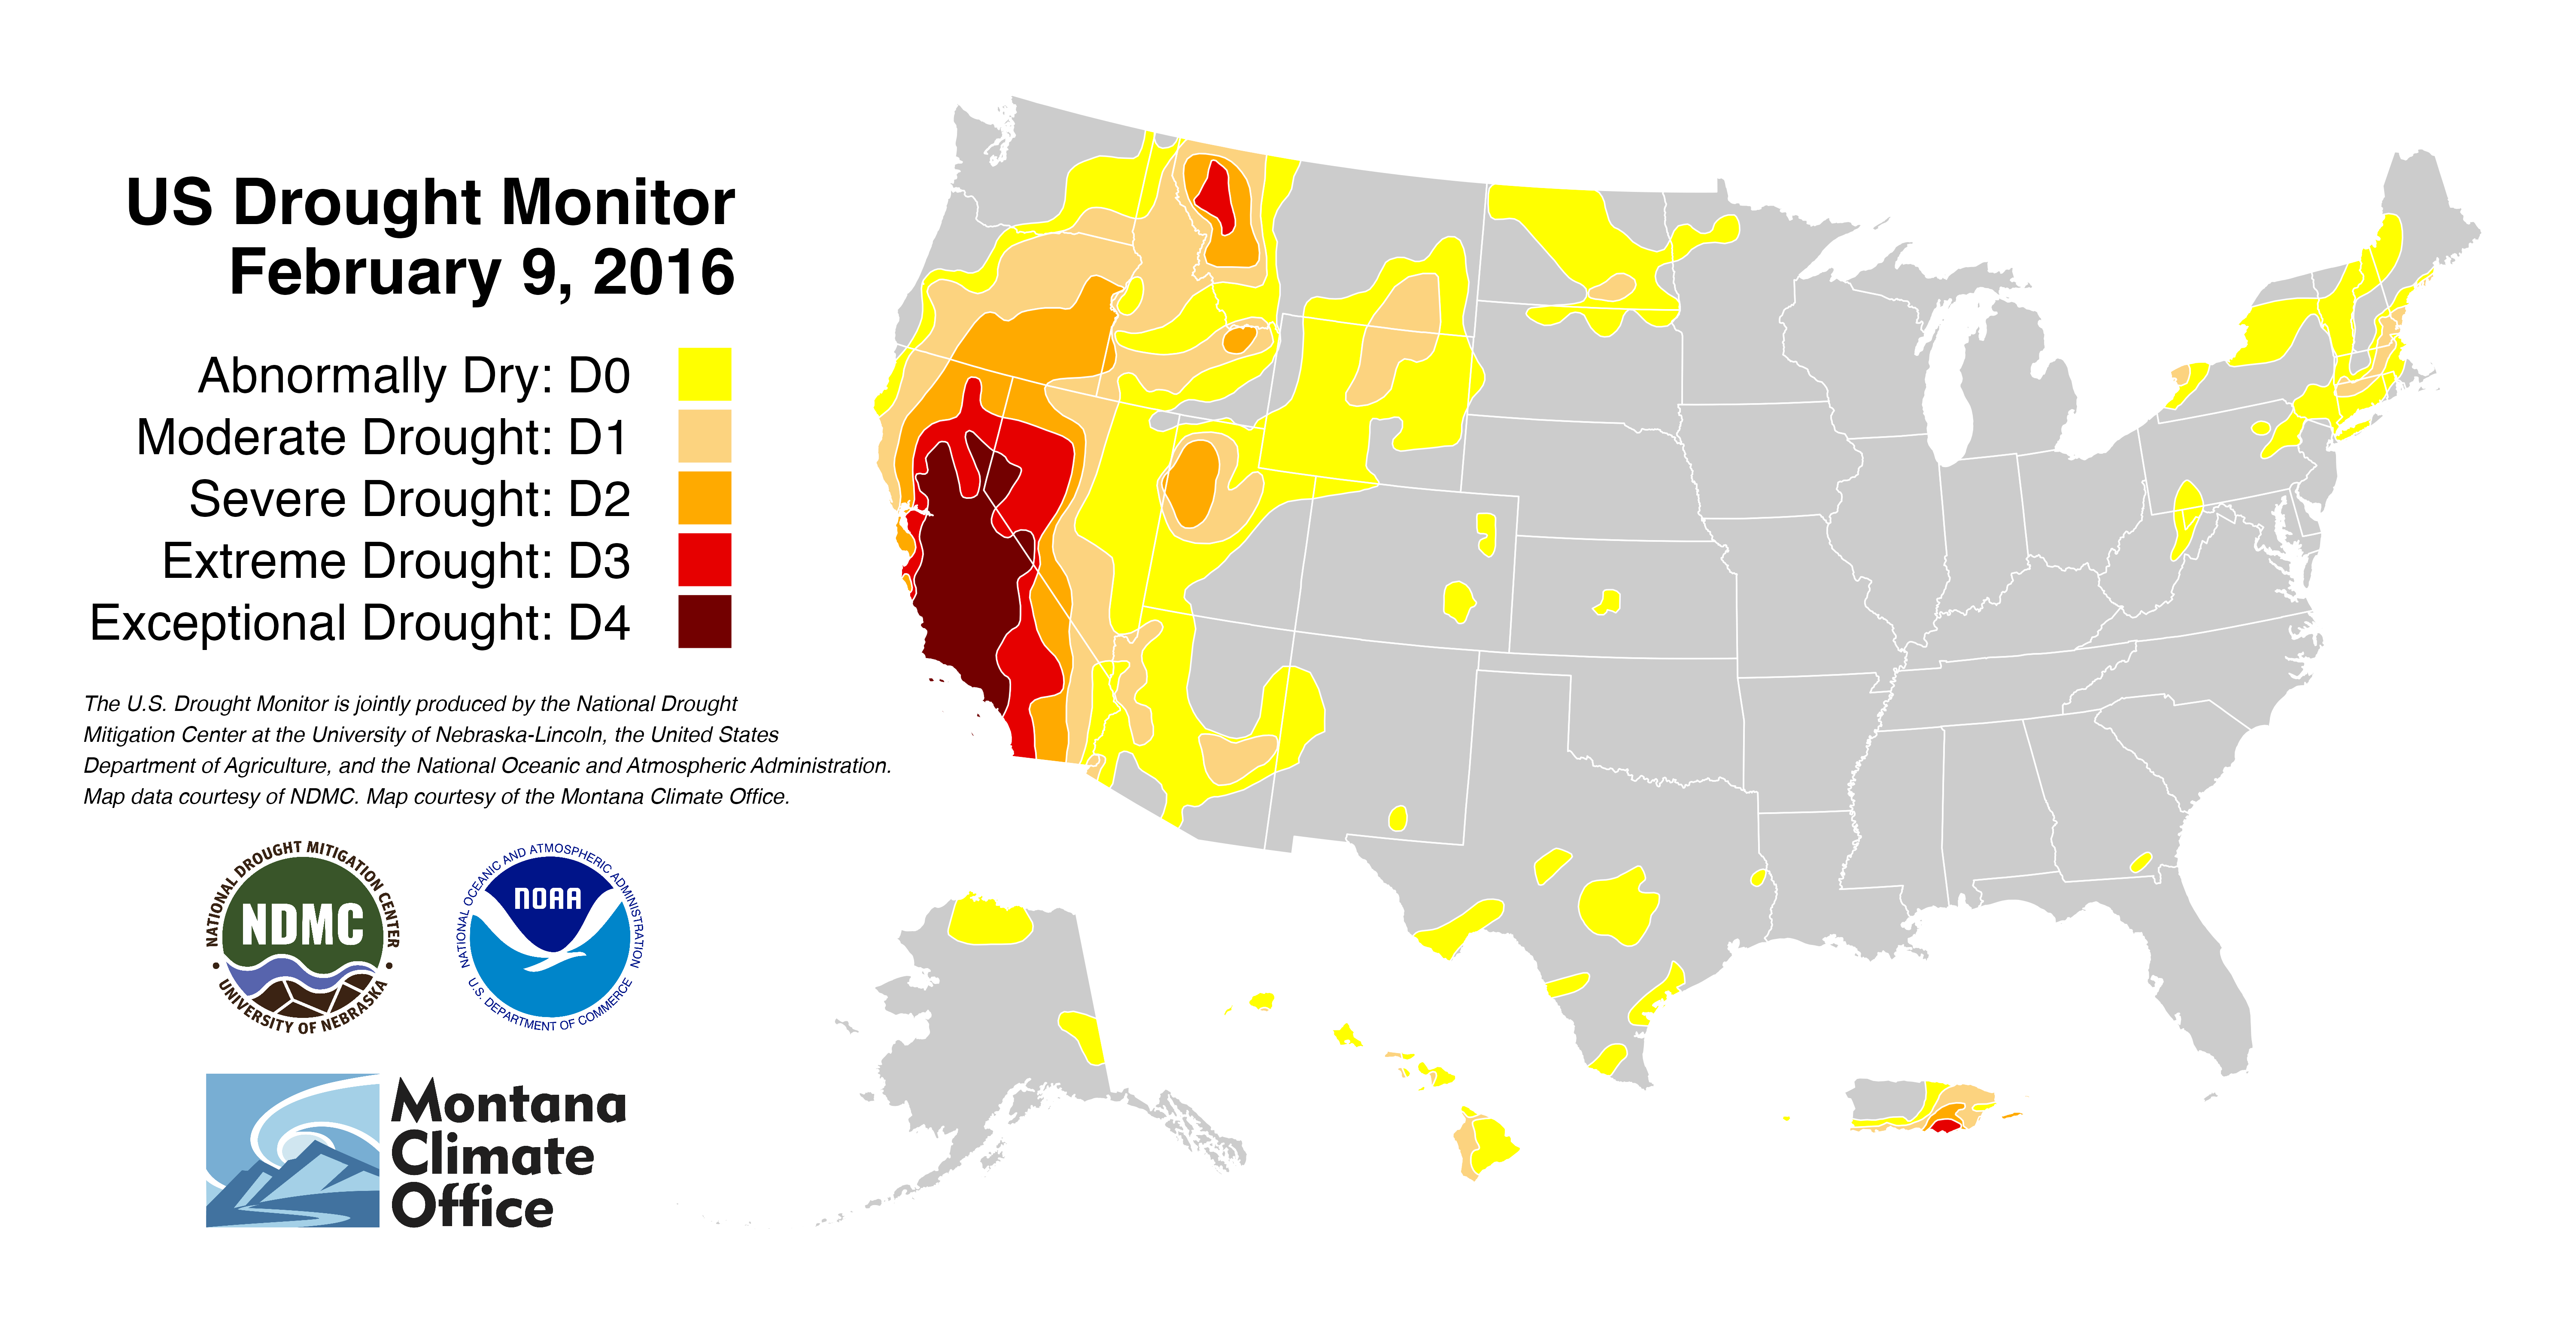 US Drought Monitor
February 9, 2016
Abnormally Dry: D0
Moderate Drought: D1
Severe Drought: D2
Extreme Drought: D3
Exceptional Drought: D4
The U.S. Drought Monitor is jointly produced by the National Drought
Mitigation Center at the University of Nebraska-Lincoln, the United States
Department of Agriculture, and the National Oceanic and Atmospheric Administration.
Map data courtesy of NDMC. Map courtesy of the Montana Climate Office.
NATIONAL DROUGHT MITIGATION CENTER
NDMC
UNIVERSITY OF NEBRASKA
NATIONAL OCEANIC AND ATMOSPHERIC ADMINISTRATION
NOAA
U.S. DEPARTMENT OF COMMERCE
Montana
Climate
Office